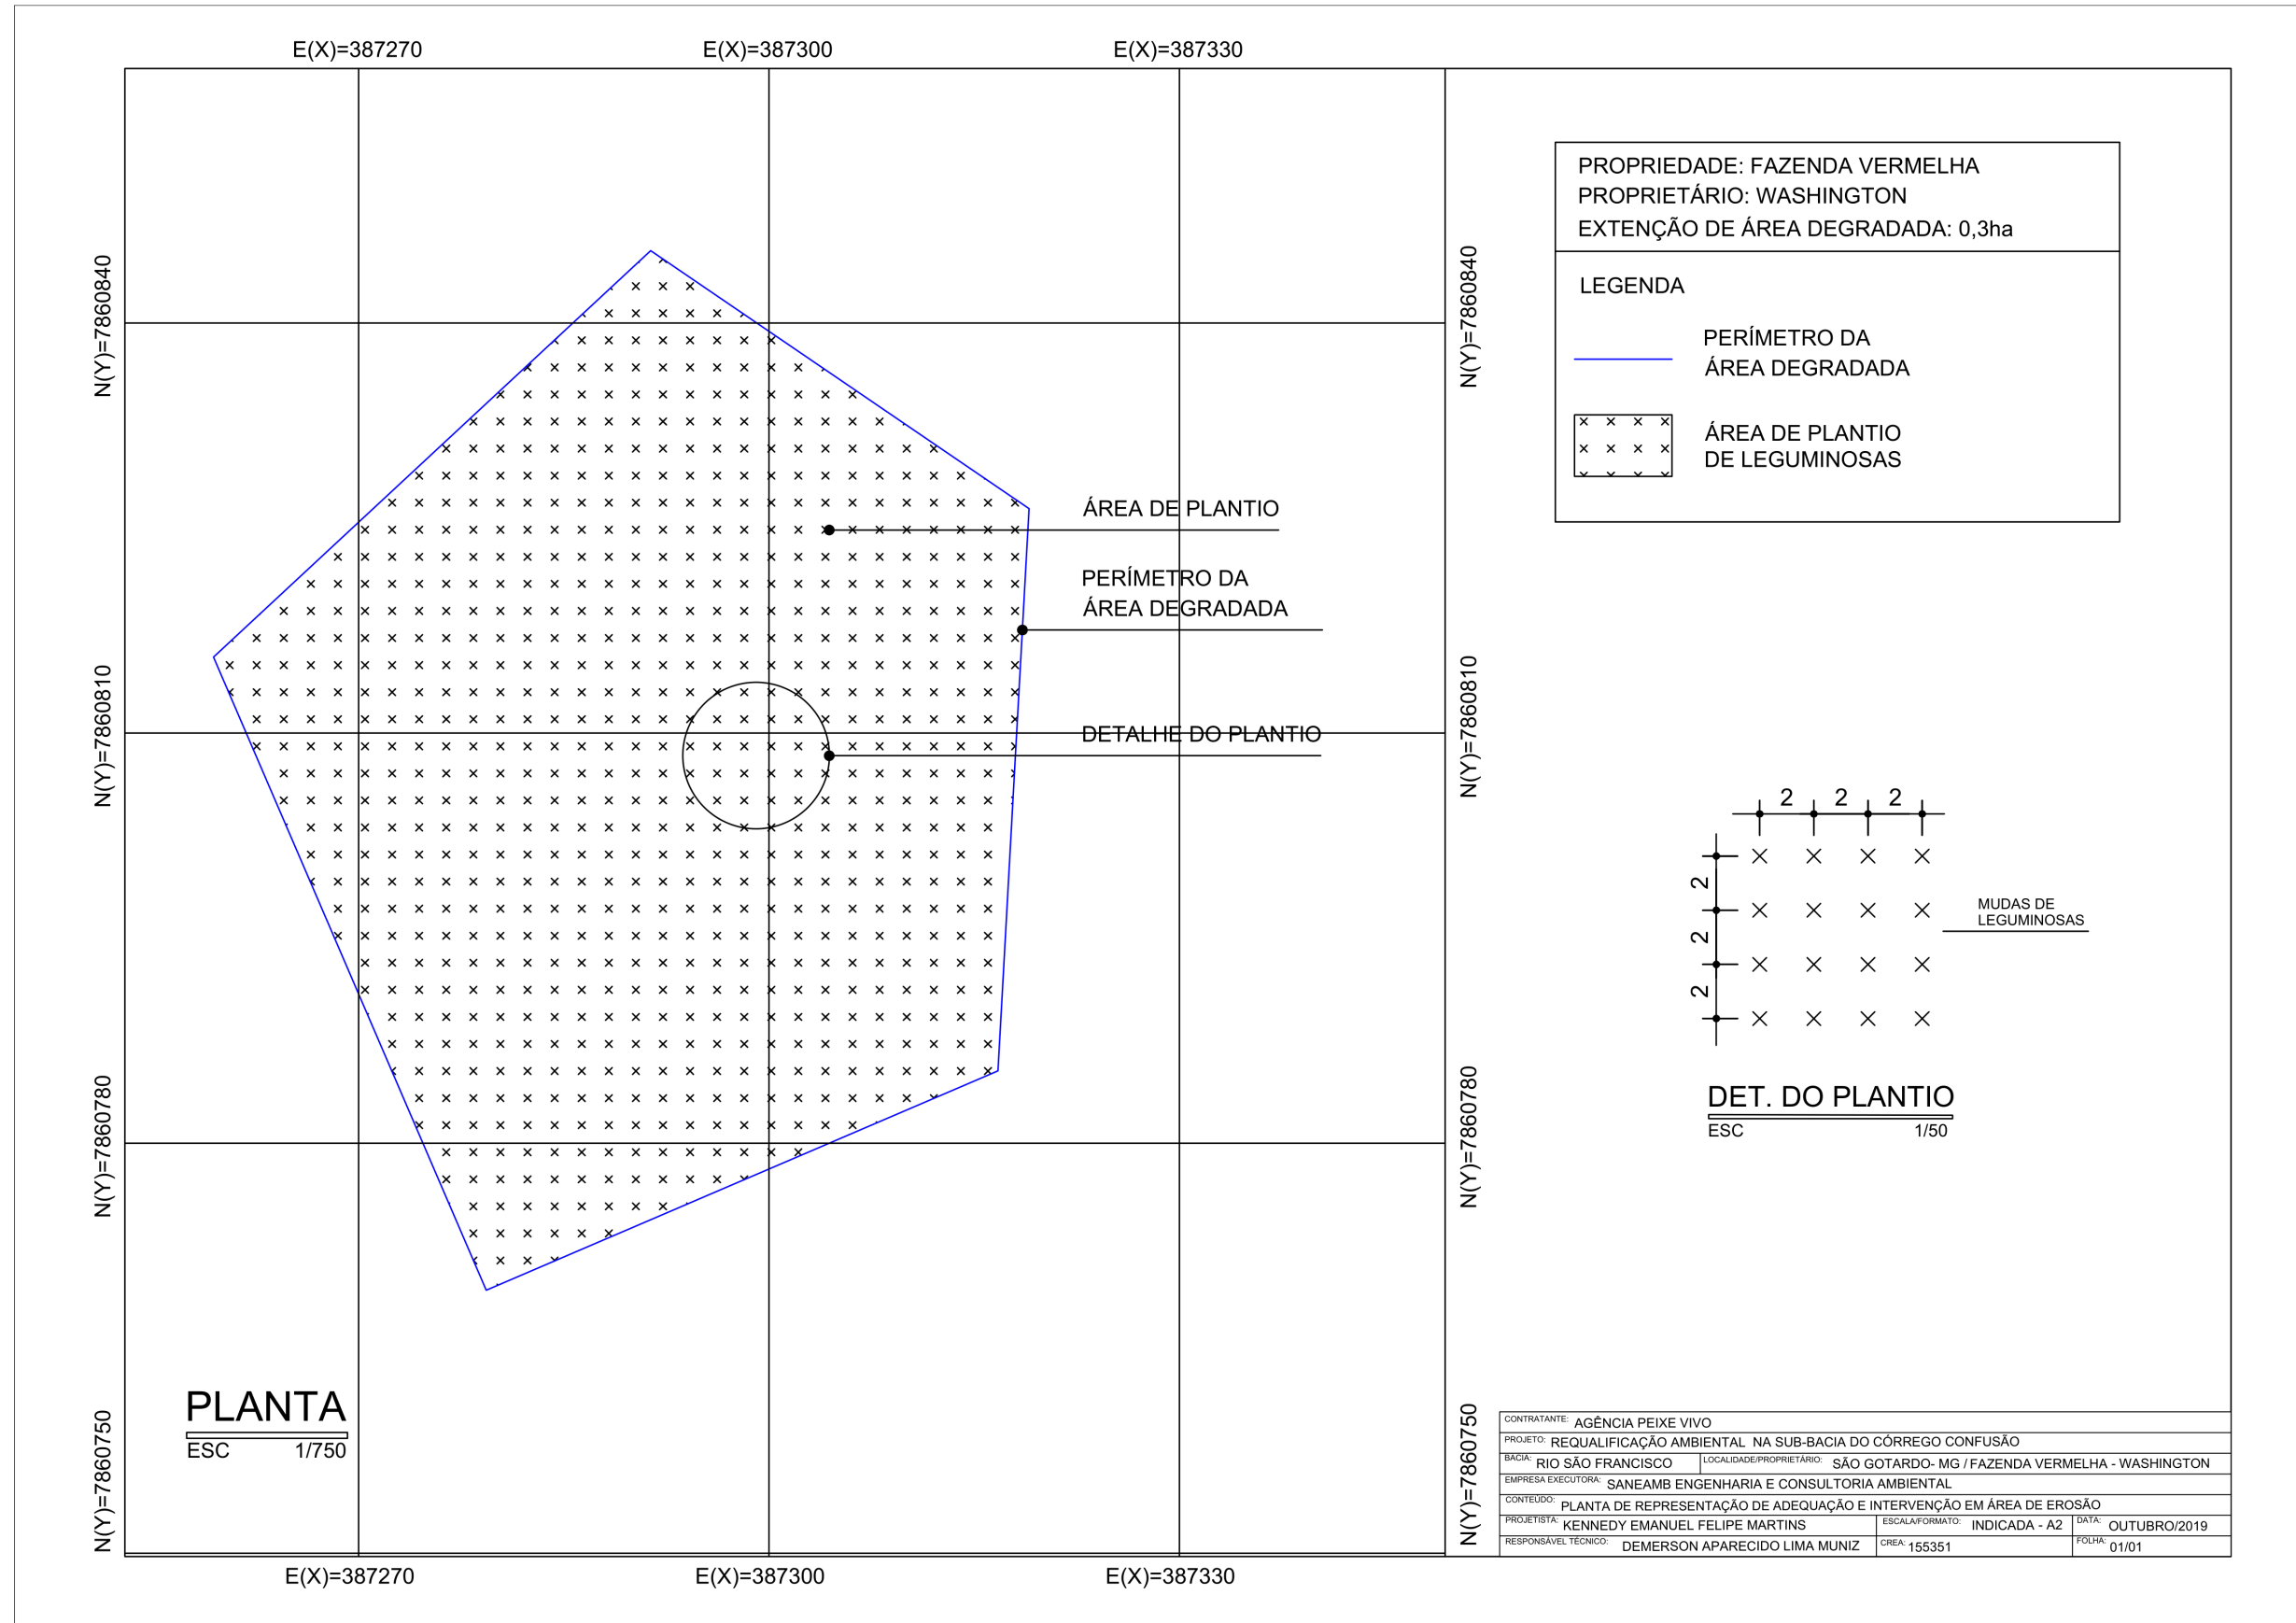 E(X)=387270
E(X)=387300
E(X)=387330
N(Y)=7860840
N(Y)=7860810
N(Y)=7860780
N(Y)=7860750
ÁREA DE PLANTIO
PERÍMETRO DA
ÁREA DEGRADADA
DETALHE DO PLANTIO
PLANTA
ESC 1/750
E(X)=387270
E(X)=387300
E(X)=387330
N(Y)=7860840
N(Y)=7860810
N(Y)=7860780
N(Y)=7860750
PROPRIEDADE: FAZENDA VERMELHA
PROPRIETÁRIO: WASHINGTON
EXTENÇÃO DE ÁREA DEGRADADA: 0,3ha
LEGENDA
PERÍMETRO DA
ÁREA DEGRADADA
ÁREA DE PLANTIO
DE LEGUMINOSAS
2 2 2
2
2
2
MUDAS DE
LEGUMINOSAS
DET. DO PLANTIO
ESC 1/50
CONTRATANTE: AGÊNCIA PEIXE VIVO
PROJETO: REQUALIFICAÇÃO AMBIENTAL NA SUB-BACIA DO CÓRREGO CONFUSÃO
BACIA: RIO SÃO FRANCISCO LOCALIDADE/PROPRIETÁRIO: SÃO GOTARDO- MG / FAZENDA VERMELHA - WASHINGTON
EMPRESA EXECUTORA: SANEAMB ENGENHARIA E CONSULTORIA AMBIENTAL
CONTEÚDO: PLANTA DE REPRESENTAÇÃO DE ADEQUAÇÃO E INTERVENÇÃO EM ÁREA DE EROSÃO
PROJETISTA: KENNEDY EMANUEL FELIPE MARTINS ESCALA/FORMATO: INDICADA - A2 DATA: OUTUBRO/2019
RESPONSÁVEL TÉCNICO: DEMERSON APARECIDO LIMA MUNIZ CREA: 155351 FOLHA: 01/01